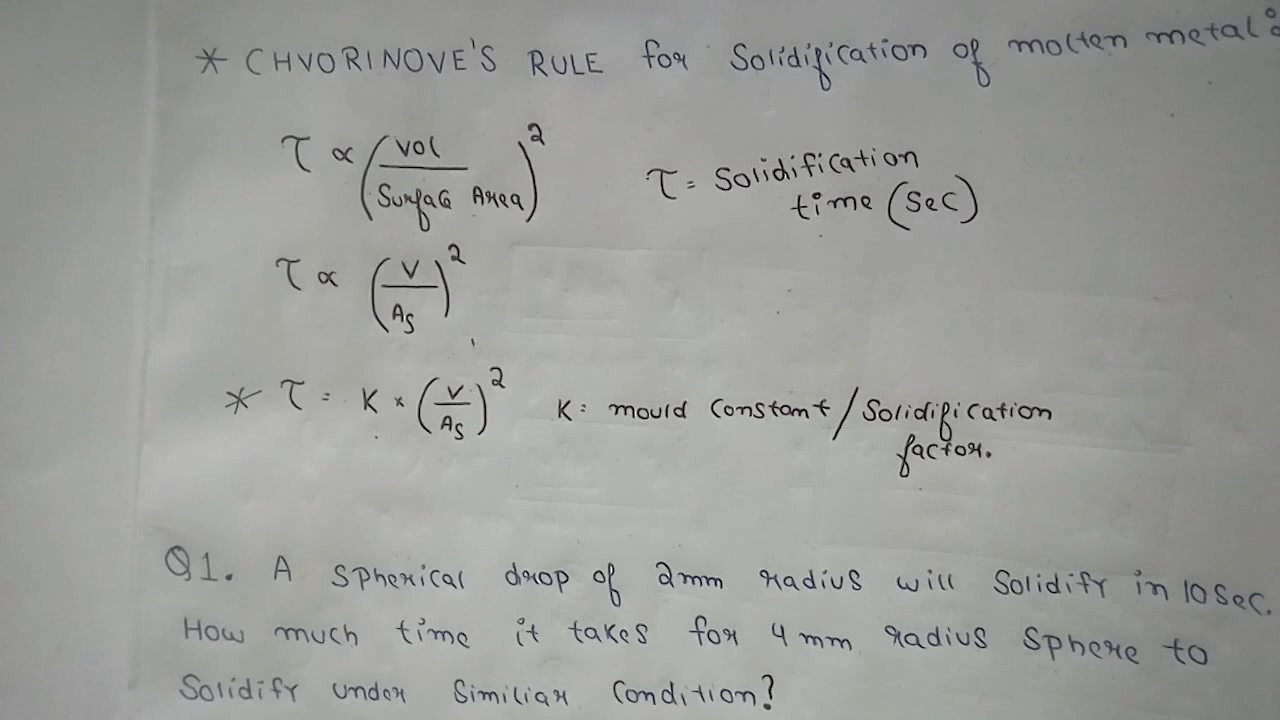 * CHVORINOVE'S RULE for Solidification of molten metal:
τ ∝ (Vol / Surface Area)²
τ = Solidification time (Sec)
τ ∝ (V / As)²
* τ = K × (V / As)²
K = mould Constant / Solidification factor.
Q1. A Spherical drop of 2mm radius will Solidify in 10 Sec.
How much time it takes for 4mm radius Sphere to
Solidify under Similiar Condition?